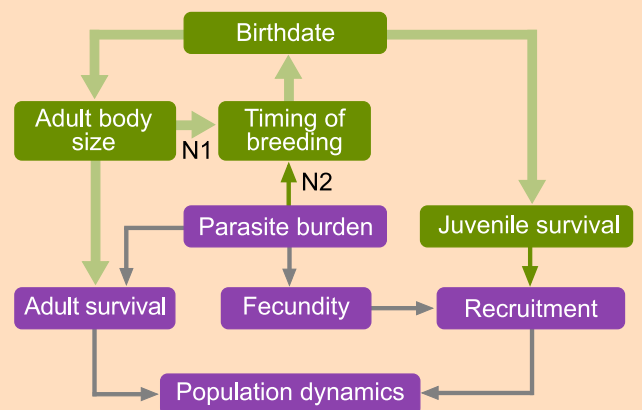 Birthdate
Adult body
size
N1
Timing of
breeding
N2
Parasite burden
Juvenile survival
Adult survival
Fecundity
Recruitment
Population dynamics